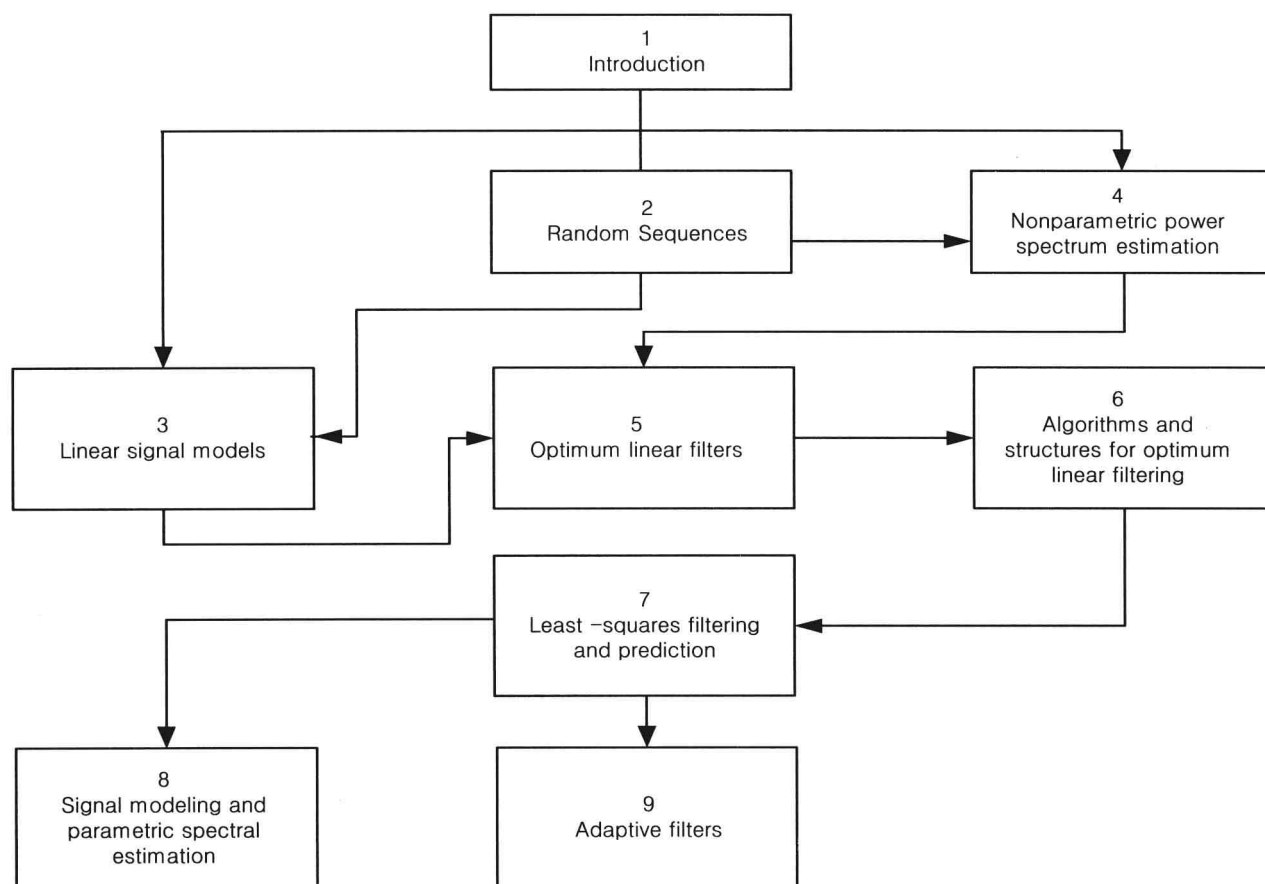 1
Introduction
2
Random Sequences
4
Nonparametric power
spectrum estimation
3
Linear signal models
5
Optimum linear filters
6
Algorithms and
structures for optimum
linear filtering
7
Least –squares filtering
and prediction
8
Signal modeling and
parametric spectral
estimation
9
Adaptive filters